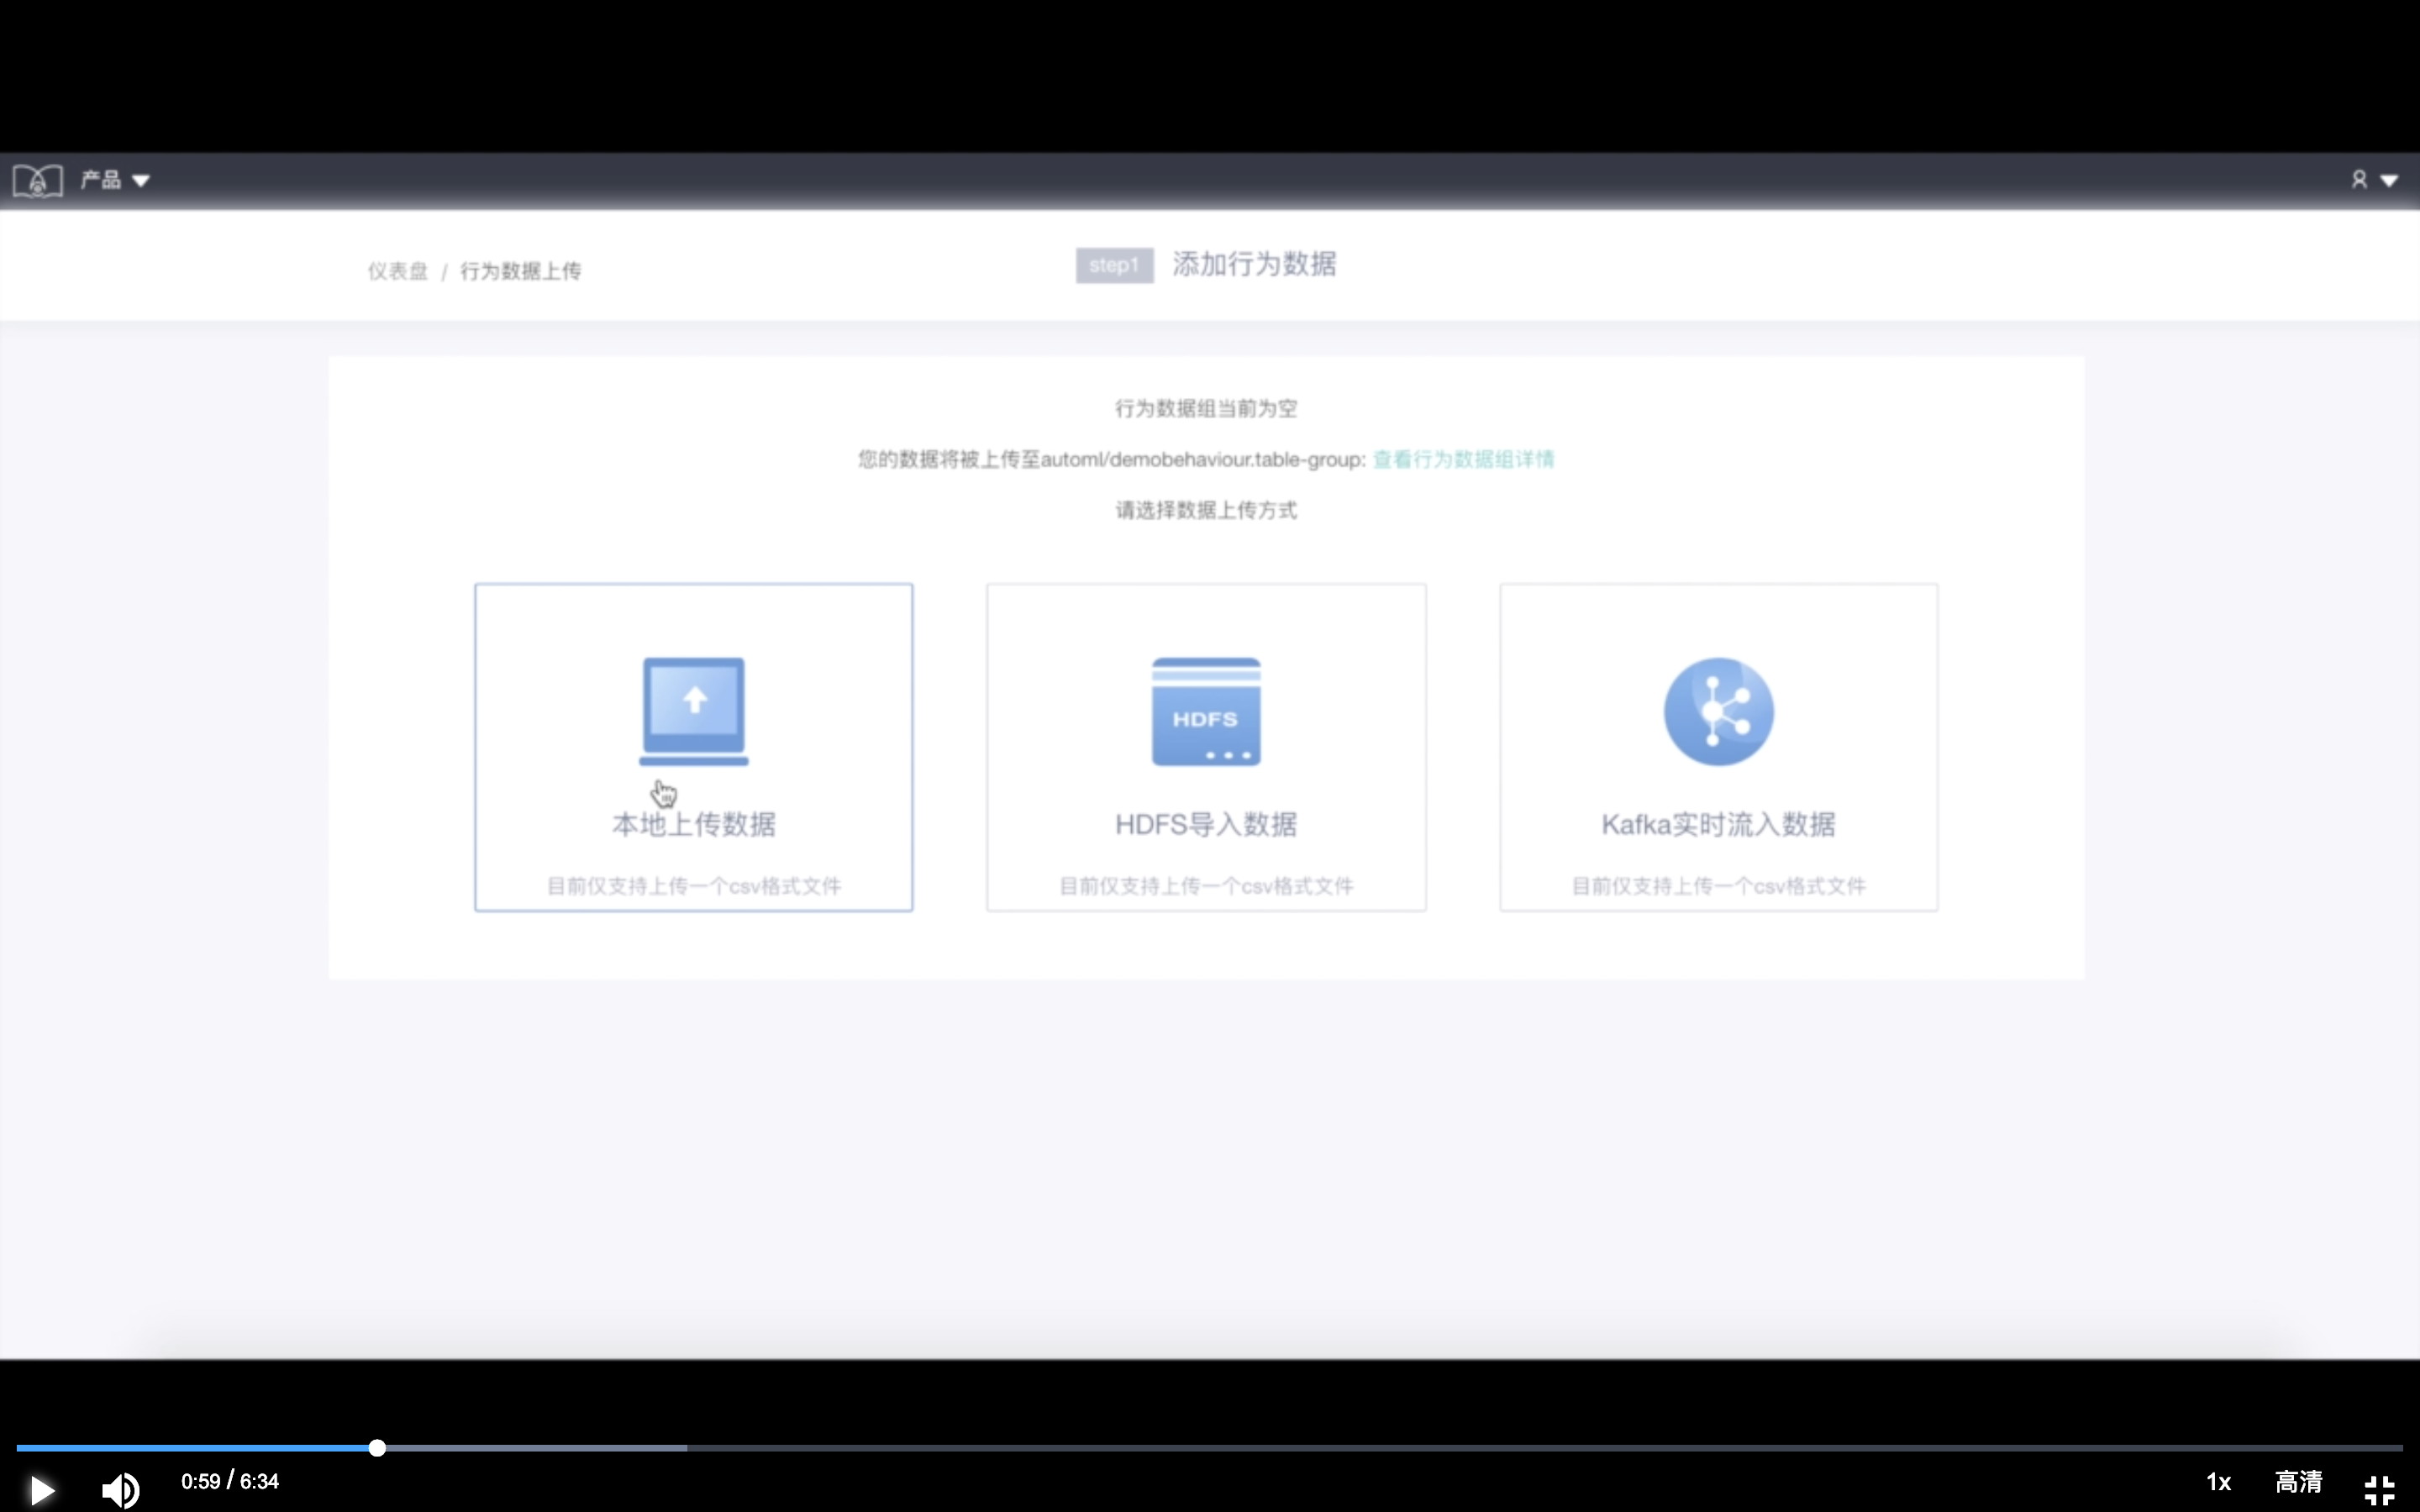 产品
仪表盘 / 行为数据上传
step1 添加行为数据
行为数据组当前为空
您的数据将被上传至automl/demobehaviour.table-group: 查看行为数据组详情
请选择数据上传方式
HDFS
本地上传数据
HDFS导入数据
Kafka实时流入数据
目前仅支持上传一个csv格式文件
目前仅支持上传一个csv格式文件
目前仅支持上传一个csv格式文件
0:59 / 6:34
1x
高清